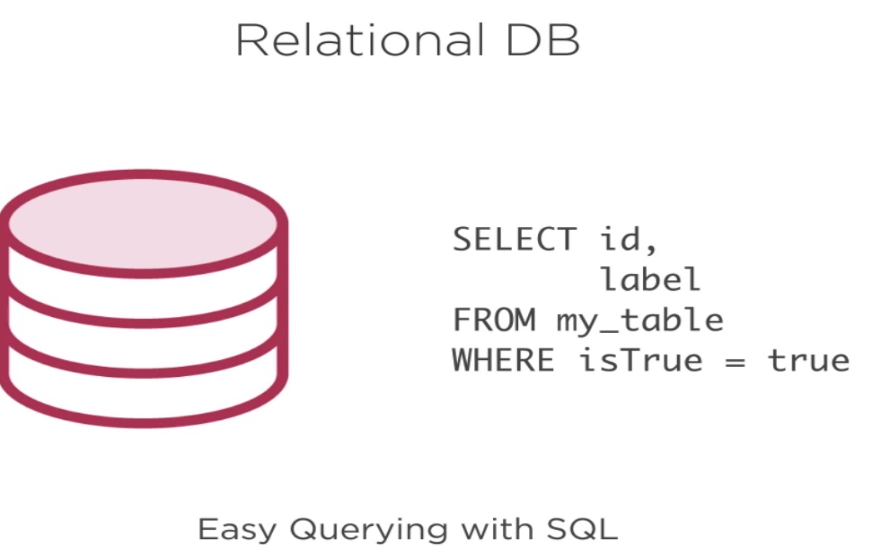 Relational DB
SELECT id,
label
FROM my_table
WHERE isTrue = true
Easy Querying with SQL